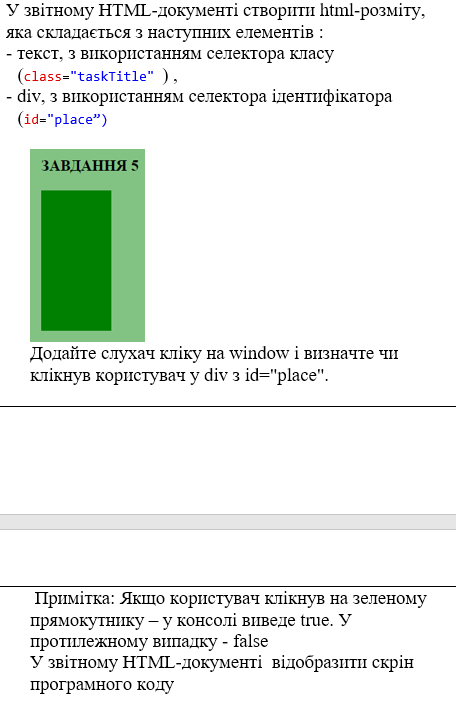 У звітному HTML-документі створити html-розміту,
яка складається з наступних елементів :
- текст, з використанням селектора класу
(class="taskTitle" ) ,
- div, з використанням селектора ідентифікатора
(id="place”)
ЗАВДАННЯ 5
Додайте слухач кліку на window і визначте чи
клікнув користувач у div з id="place".
Примітка: Якщо користувач клікнув на зеленому
прямокутнику – у консолі виведе true. У
протилежному випадку - false
У звітному HTML-документі відобразити скрін
програмного коду